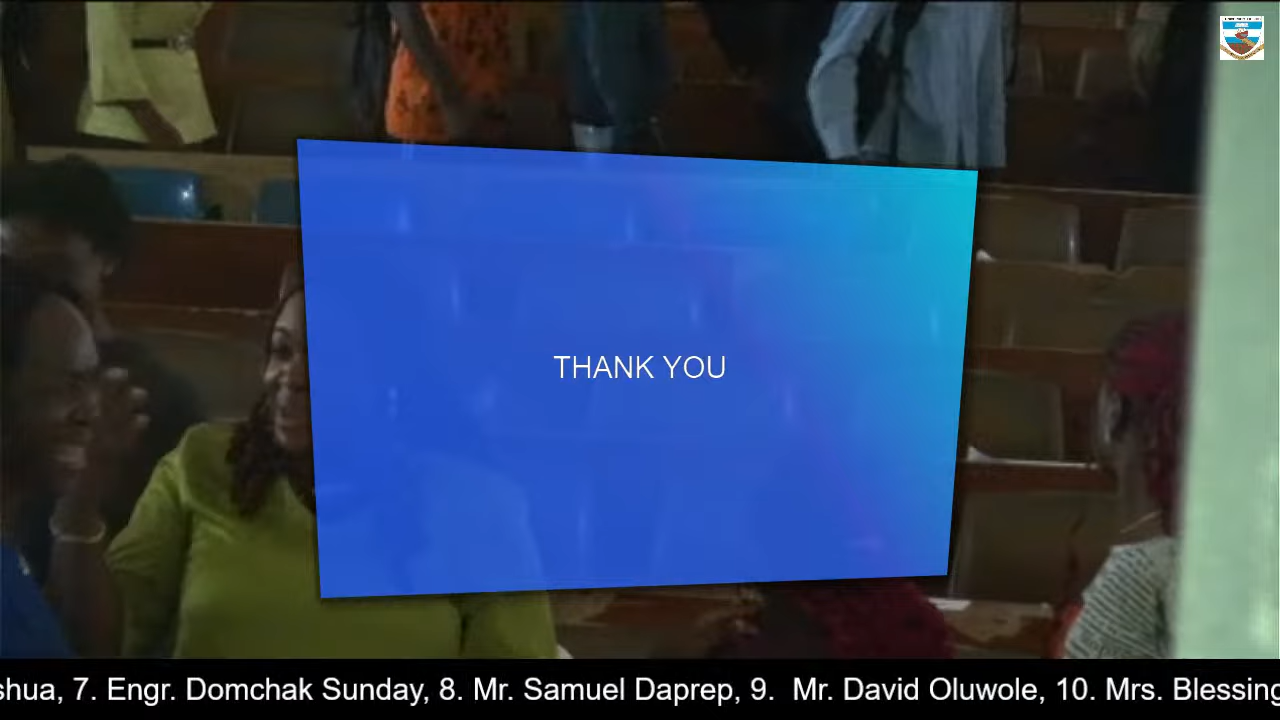 THANK YOU
shua, 7. Engr. Domchak Sunday, 8. Mr. Samuel Daprep, 9. Mr. David Oluwole, 10. Mrs. Blessing